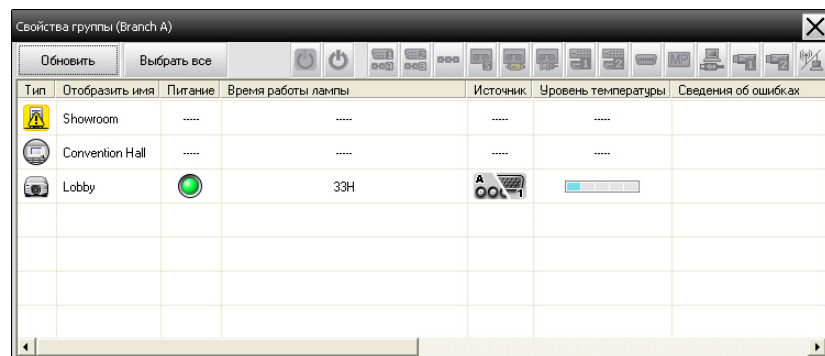 Свойства группы (Branch A)
Обновить Выбрать все MP
Тип Отобразить имя Питание Время работы лампы Источник Уровень температуры Сведения об ошибках
Showroom ----- ----- ----- -----
Convention Hall ----- ----- ----- -----
Lobby 33H A 1